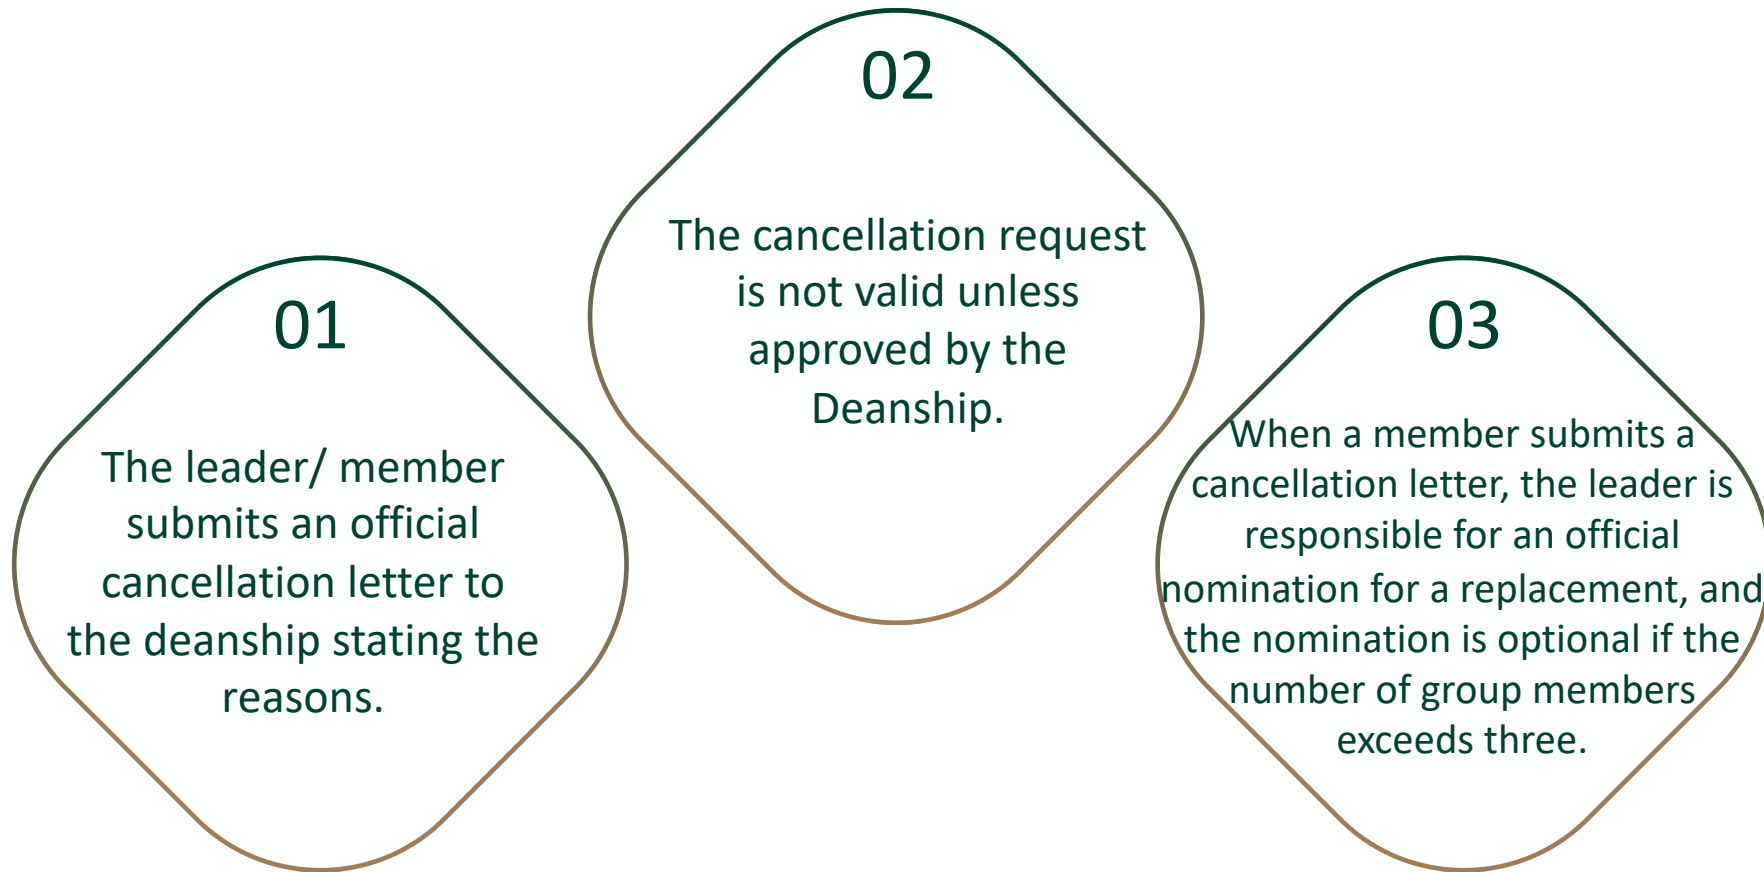 01
The leader/ member
submits an official
cancellation letter to
the deanship stating the
reasons.
02
The cancellation request
is not valid unless
approved by the
Deanship.
03
When a member submits a
cancellation letter, the leader is
responsible for an official
nomination for a replacement, and
the nomination is optional if the
number of group members
exceeds three.